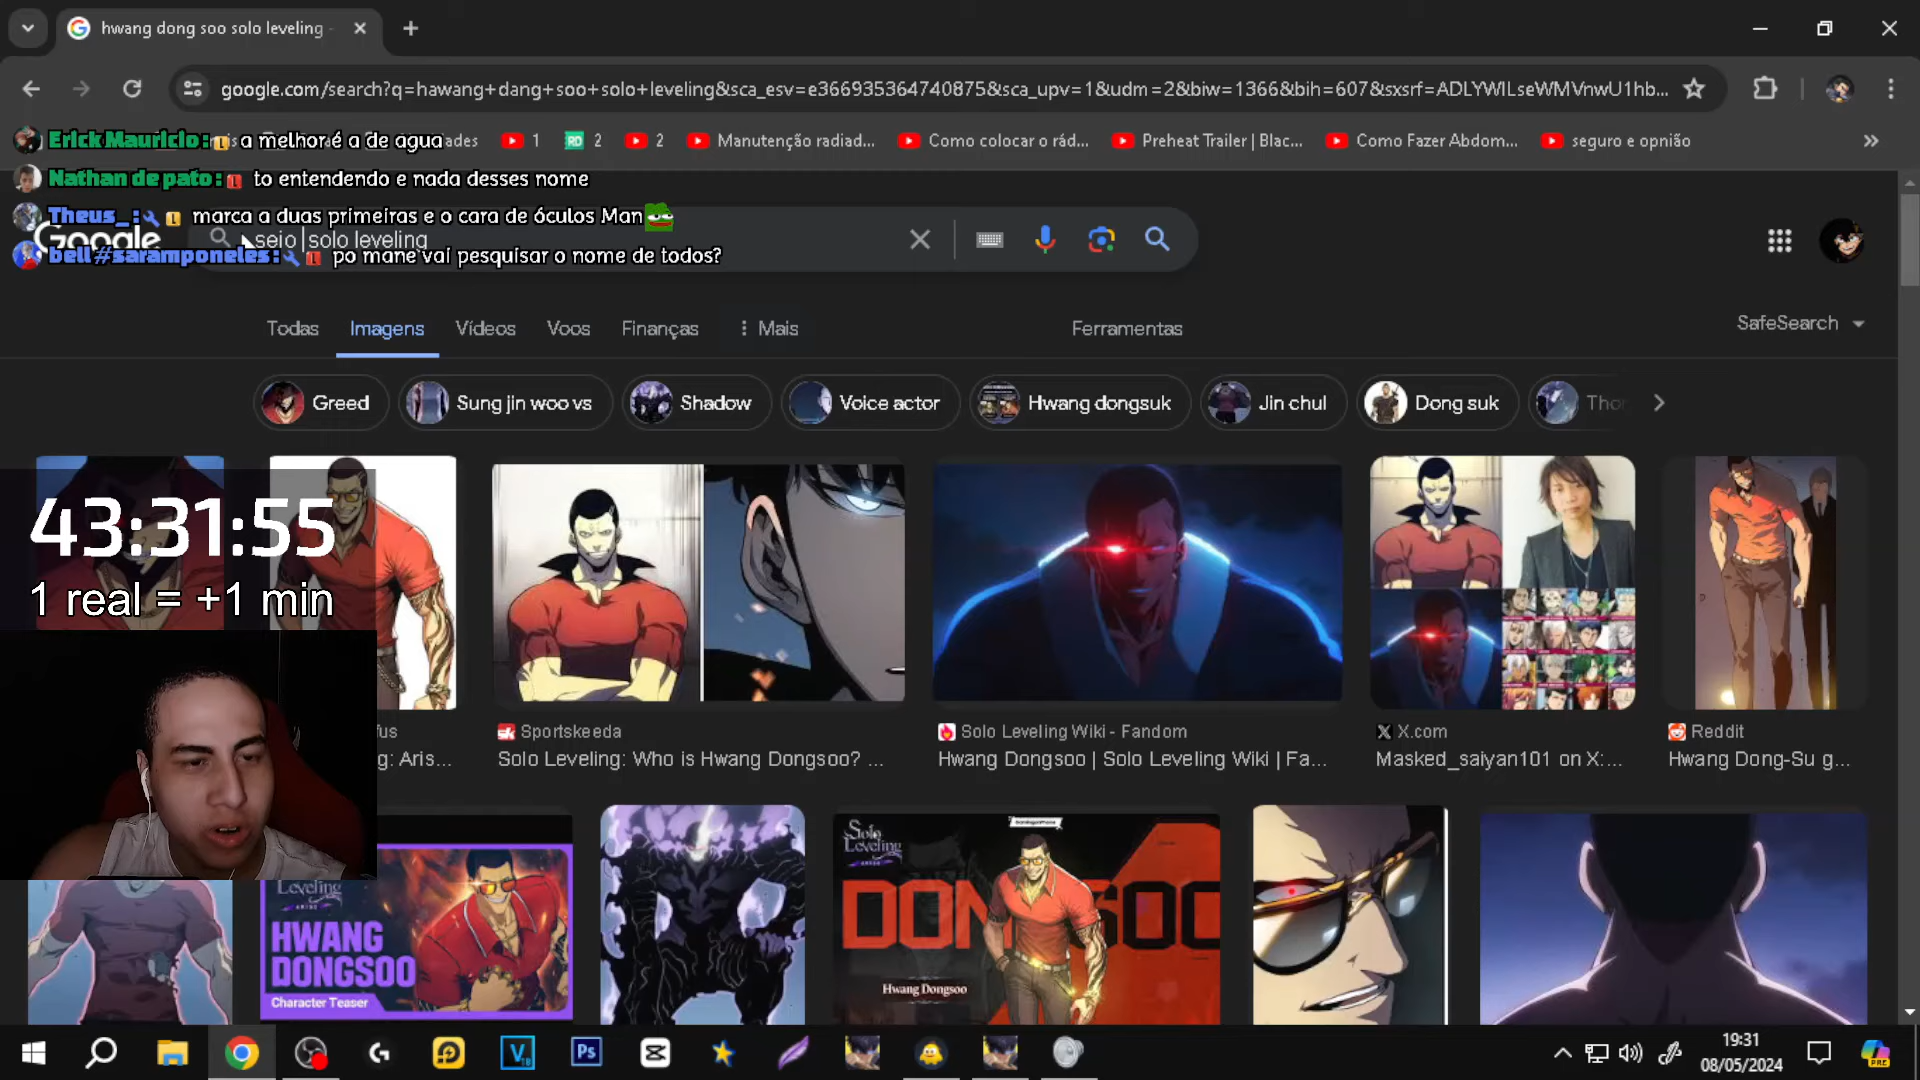 hwang dong soo solo leveling
google.com/search?q=hawang+dang+soo+solo+leveling&sca_esv=e366935364740875&sca_upv=1&udm=2&biw=1366&bih=607&sxsrf=ADLYWILseWMVnwU1hb...
1
RD 2
2
Manutenção radiad...
Como colocar o rád...
Preheat Trailer | Blac...
Como Fazer Abdom...
seguro e opnião
Erick Mauricio: a melhor é a de agua
Nathan de pato: to entendendo e nada desses nome
Theus_: marca a duas primeiras e o cara de óculos Man
Google
sejo solo leveling
bell#saramponeles: po mane vai pesquisar o nome de todos?
Todas
Imagens
Vídeos
Voos
Finanças
Mais
Ferramentas
SafeSearch
Greed
Sung jin woo vs
Shadow
Voice actor
Hwang dongsuk
Jin chul
Dong suk
43:31:55
1 real = +1 min
g: Aris...
Sportskeeda
Solo Leveling: Who is Hwang Dongsoo? ...
Solo Leveling Wiki - Fandom
Hwang Dongsoo | Solo Leveling Wiki | Fa...
X.com
Masked_saiyan101 on X:...
Reddit
Hwang Dong-Su g...
Leveling
HWANG
DONGSOO
Character Teaser
Solo
Leveling
Hwang Dongsoo
Ps
19:31
08/05/2024